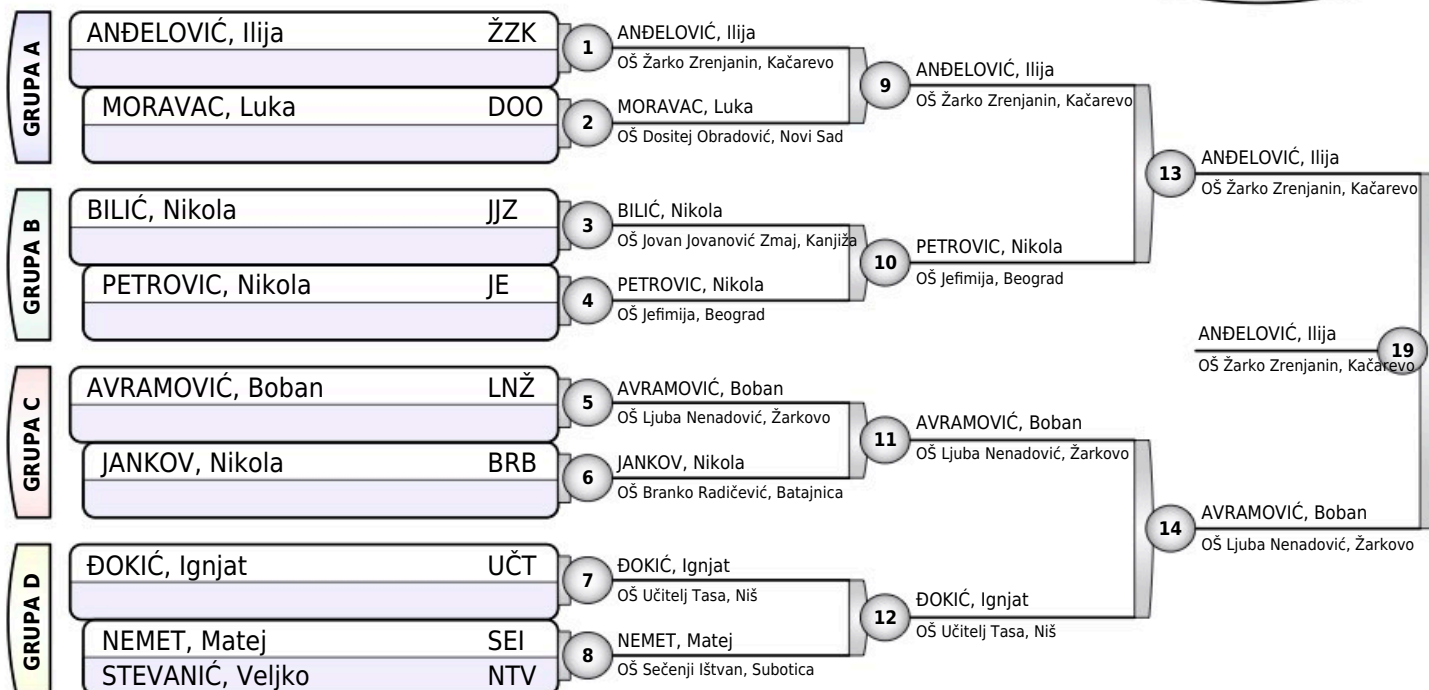 GRUPA A
ANĐELOVIĆ, Ilija ŽZK
MORAVAC, Luka DOO
1
ANĐELOVIĆ, Ilija
OŠ Žarko Zrenjanin, Kačarevo
2
MORAVAC, Luka
OŠ Dositej Obradović, Novi Sad
9
ANĐELOVIĆ, Ilija
OŠ Žarko Zrenjanin, Kačarevo
GRUPA B
BILIĆ, Nikola JJZ
PETROVIC, Nikola JE
3
BILIĆ, Nikola
OŠ Jovan Jovanović Zmaj, Kanjiža
4
PETROVIC, Nikola
OŠ Jefimija, Beograd
10
PETROVIC, Nikola
OŠ Jefimija, Beograd
13
ANĐELOVIĆ, Ilija
OŠ Žarko Zrenjanin, Kačarevo
ANĐELOVIĆ, Ilija
OŠ Žarko Zrenjanin, Kačarevo
19
GRUPA C
AVRAMOVIĆ, Boban LNŽ
JANKOV, Nikola BRB
5
AVRAMOVIĆ, Boban
OŠ Ljuba Nenadović, Žarkovo
6
JANKOV, Nikola
OŠ Branko Radičević, Batajnica
11
AVRAMOVIĆ, Boban
OŠ Ljuba Nenadović, Žarkovo
14
AVRAMOVIĆ, Boban
OŠ Ljuba Nenadović, Žarkovo
GRUPA D
ĐOKIĆ, Ignjat UČT
NEMET, Matej SEI
STEVANIĆ, Veljko NTV
7
ĐOKIĆ, Ignjat
OŠ Učitelj Tasa, Niš
8
NEMET, Matej
OŠ Sečenji Ištvan, Subotica
12
ĐOKIĆ, Ignjat
OŠ Učitelj Tasa, Niš